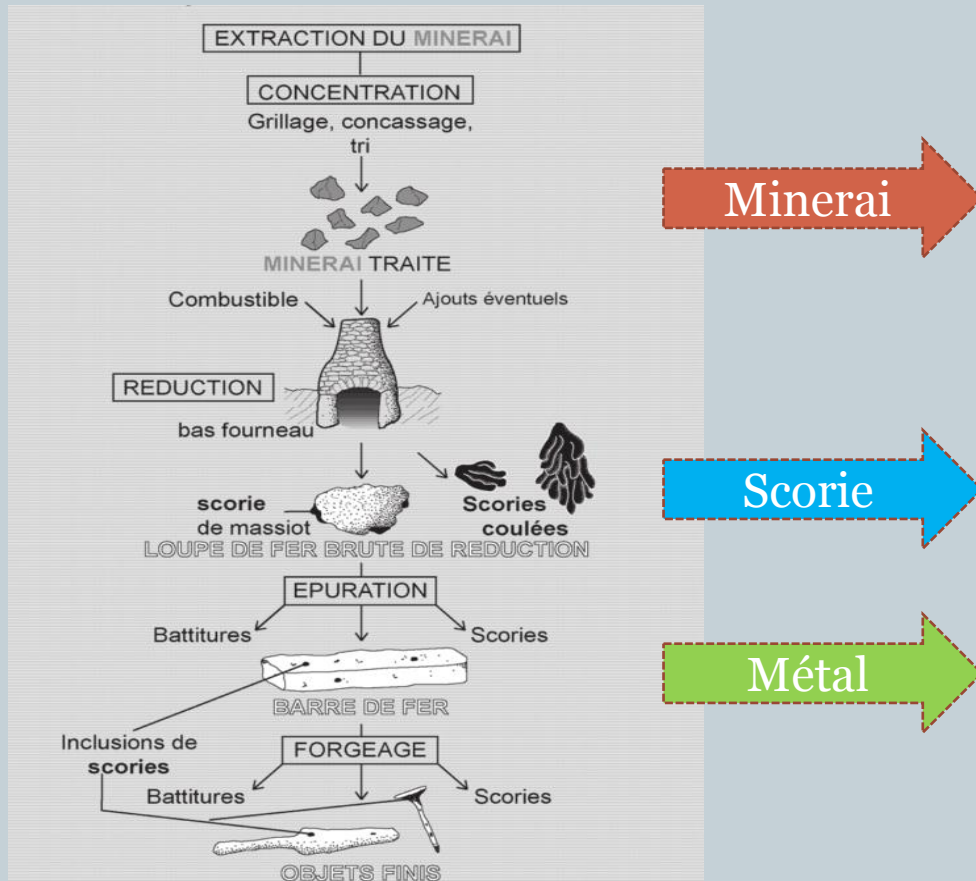 EXTRACTION DU MINERAI
CONCENTRATION
Grillage, concassage,
tri
MINERAI TRAITE
Combustible
Ajouts éventuels
REDUCTION
bas fourneau
scorie
de massiot
Scories
coulées
LOUPE DE FER BRUTE DE REDUCTION
EPURATION
Battitures
Scories
BARRE DE FER
Inclusions de
scories
FORGEAGE
Battitures
Scories
OBJETS FINIS
Minerai
Scorie
Métal